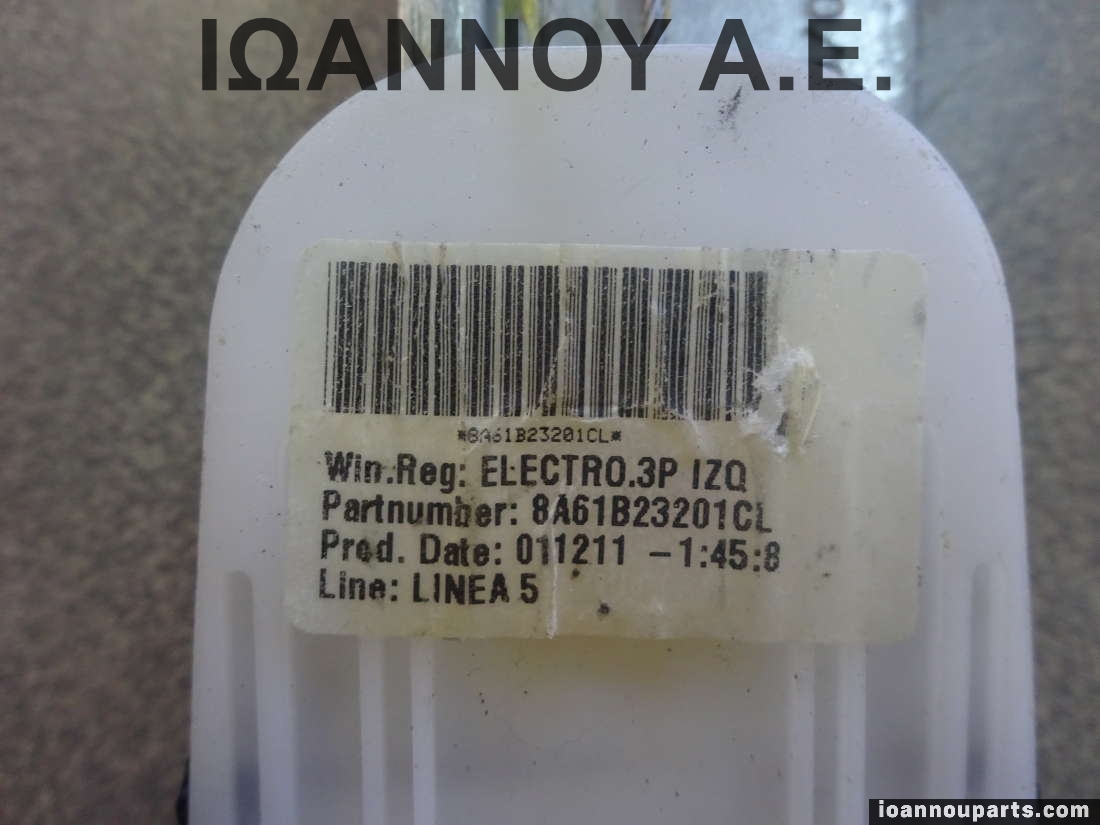 ΙΩΑΝΝΟΥ Α.Ε.
*8A61B23201CL*
Win.Reg: ELECTRO.3P IZQ
Partnumber: 8A61B23201CL
Prod. Date: 011211 -1:45:8
Line: LINEA 5
ioannouparts.com